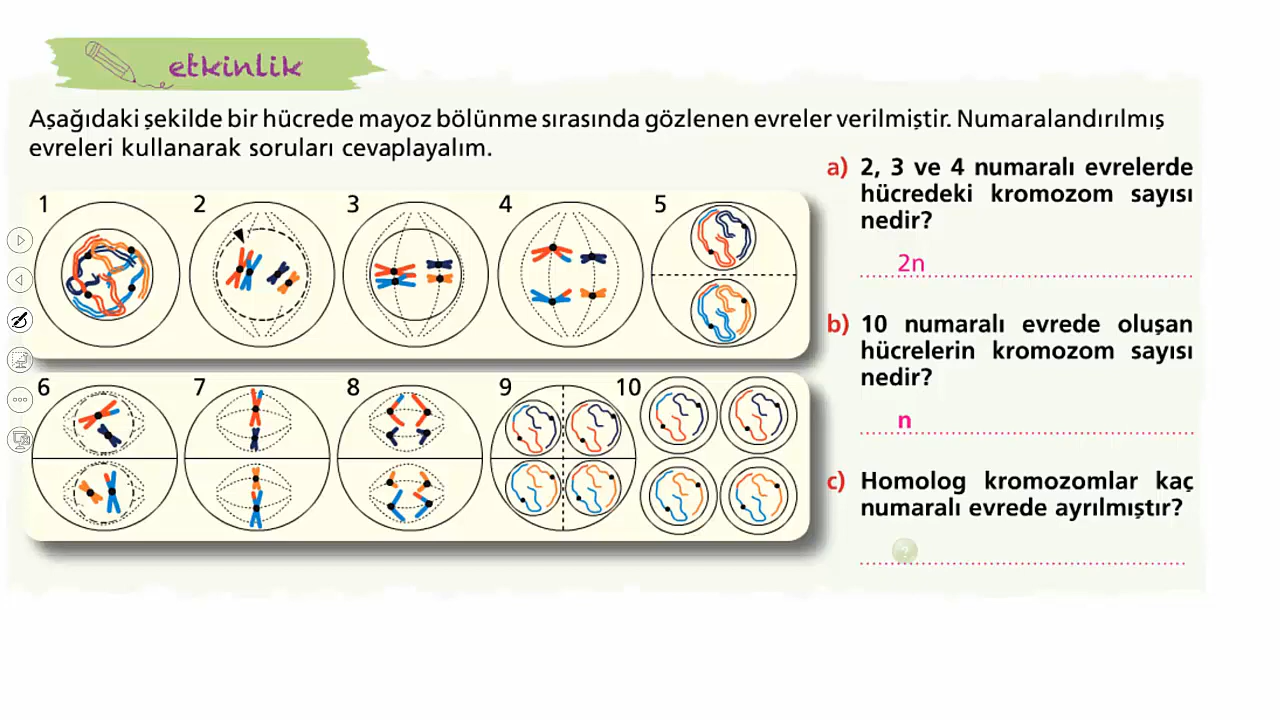 etkinlik
Aşağıdaki şekilde bir hücrede mayoz bölünme sırasında gözlenen evreler verilmiştir. Numaralandırılmış
evreleri kullanarak soruları cevaplayalım.
1 2 3 4 5
6 7 8 9 10
a) 2, 3 ve 4 numaralı evrelerde
hücredeki kromozom sayısı
nedir?
2n
b) 10 numaralı evrede oluşan
hücrelerin kromozom sayısı
nedir?
n
c) Homolog kromozomlar kaç
numaralı evrede ayrılmıştır?
?